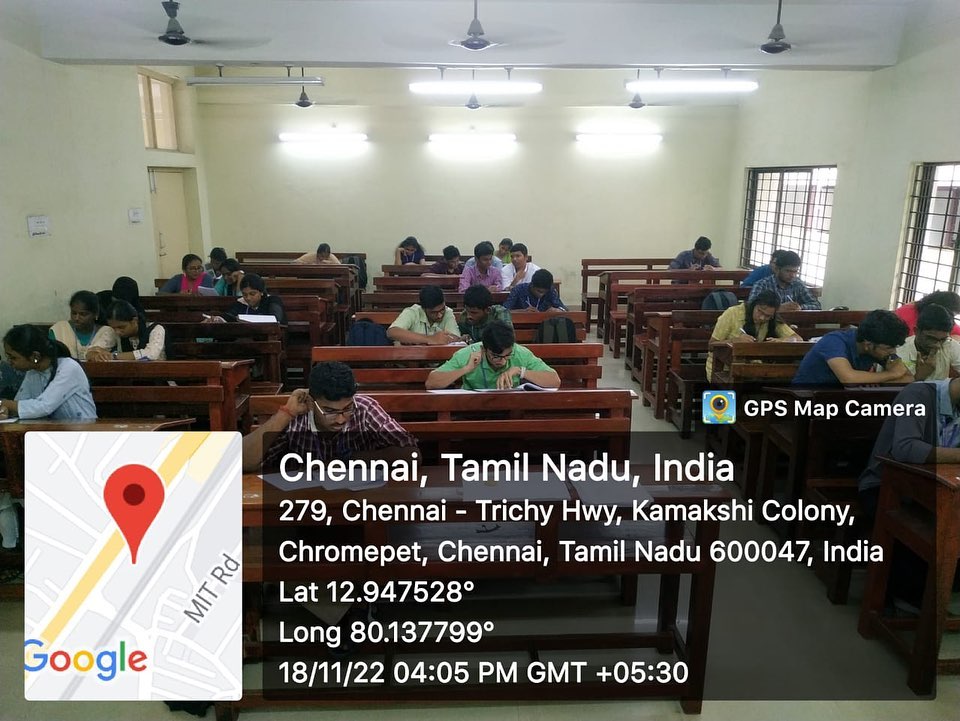 GPS Map Camera
Chennai, Tamil Nadu, India
279, Chennai - Trichy Hwy, Kamakshi Colony,
Chromepet, Chennai, Tamil Nadu 600047, India
Lat 12.947528°
Long 80.137799°
18/11/22 04:05 PM GMT +05:30
MIT Rd
Google